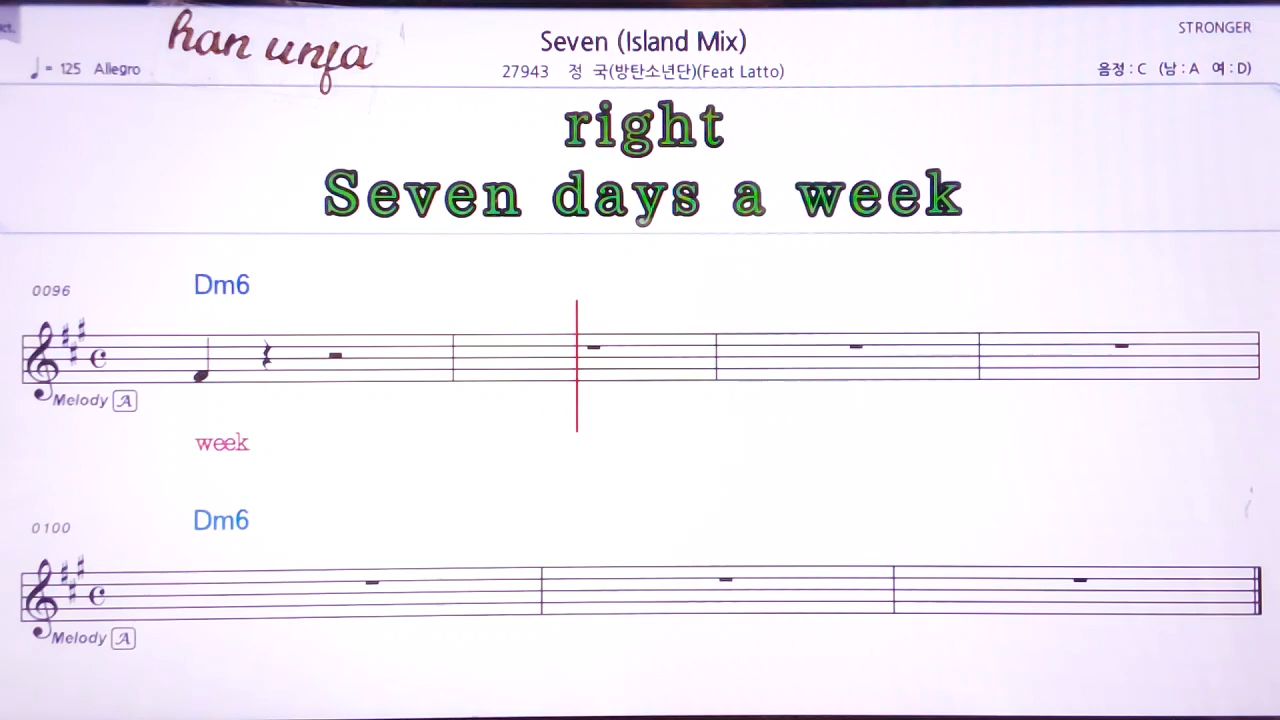 han unfa
Seven (Island Mix)
STRONGER
♩= 125 Allegro
27943 정 국(방탄소년단)(Feat Latto)
음정 : C (남 : A 여 : D)
right
Seven days a week
0096
Dm6
Melody A
week
0100
Dm6
Melody A